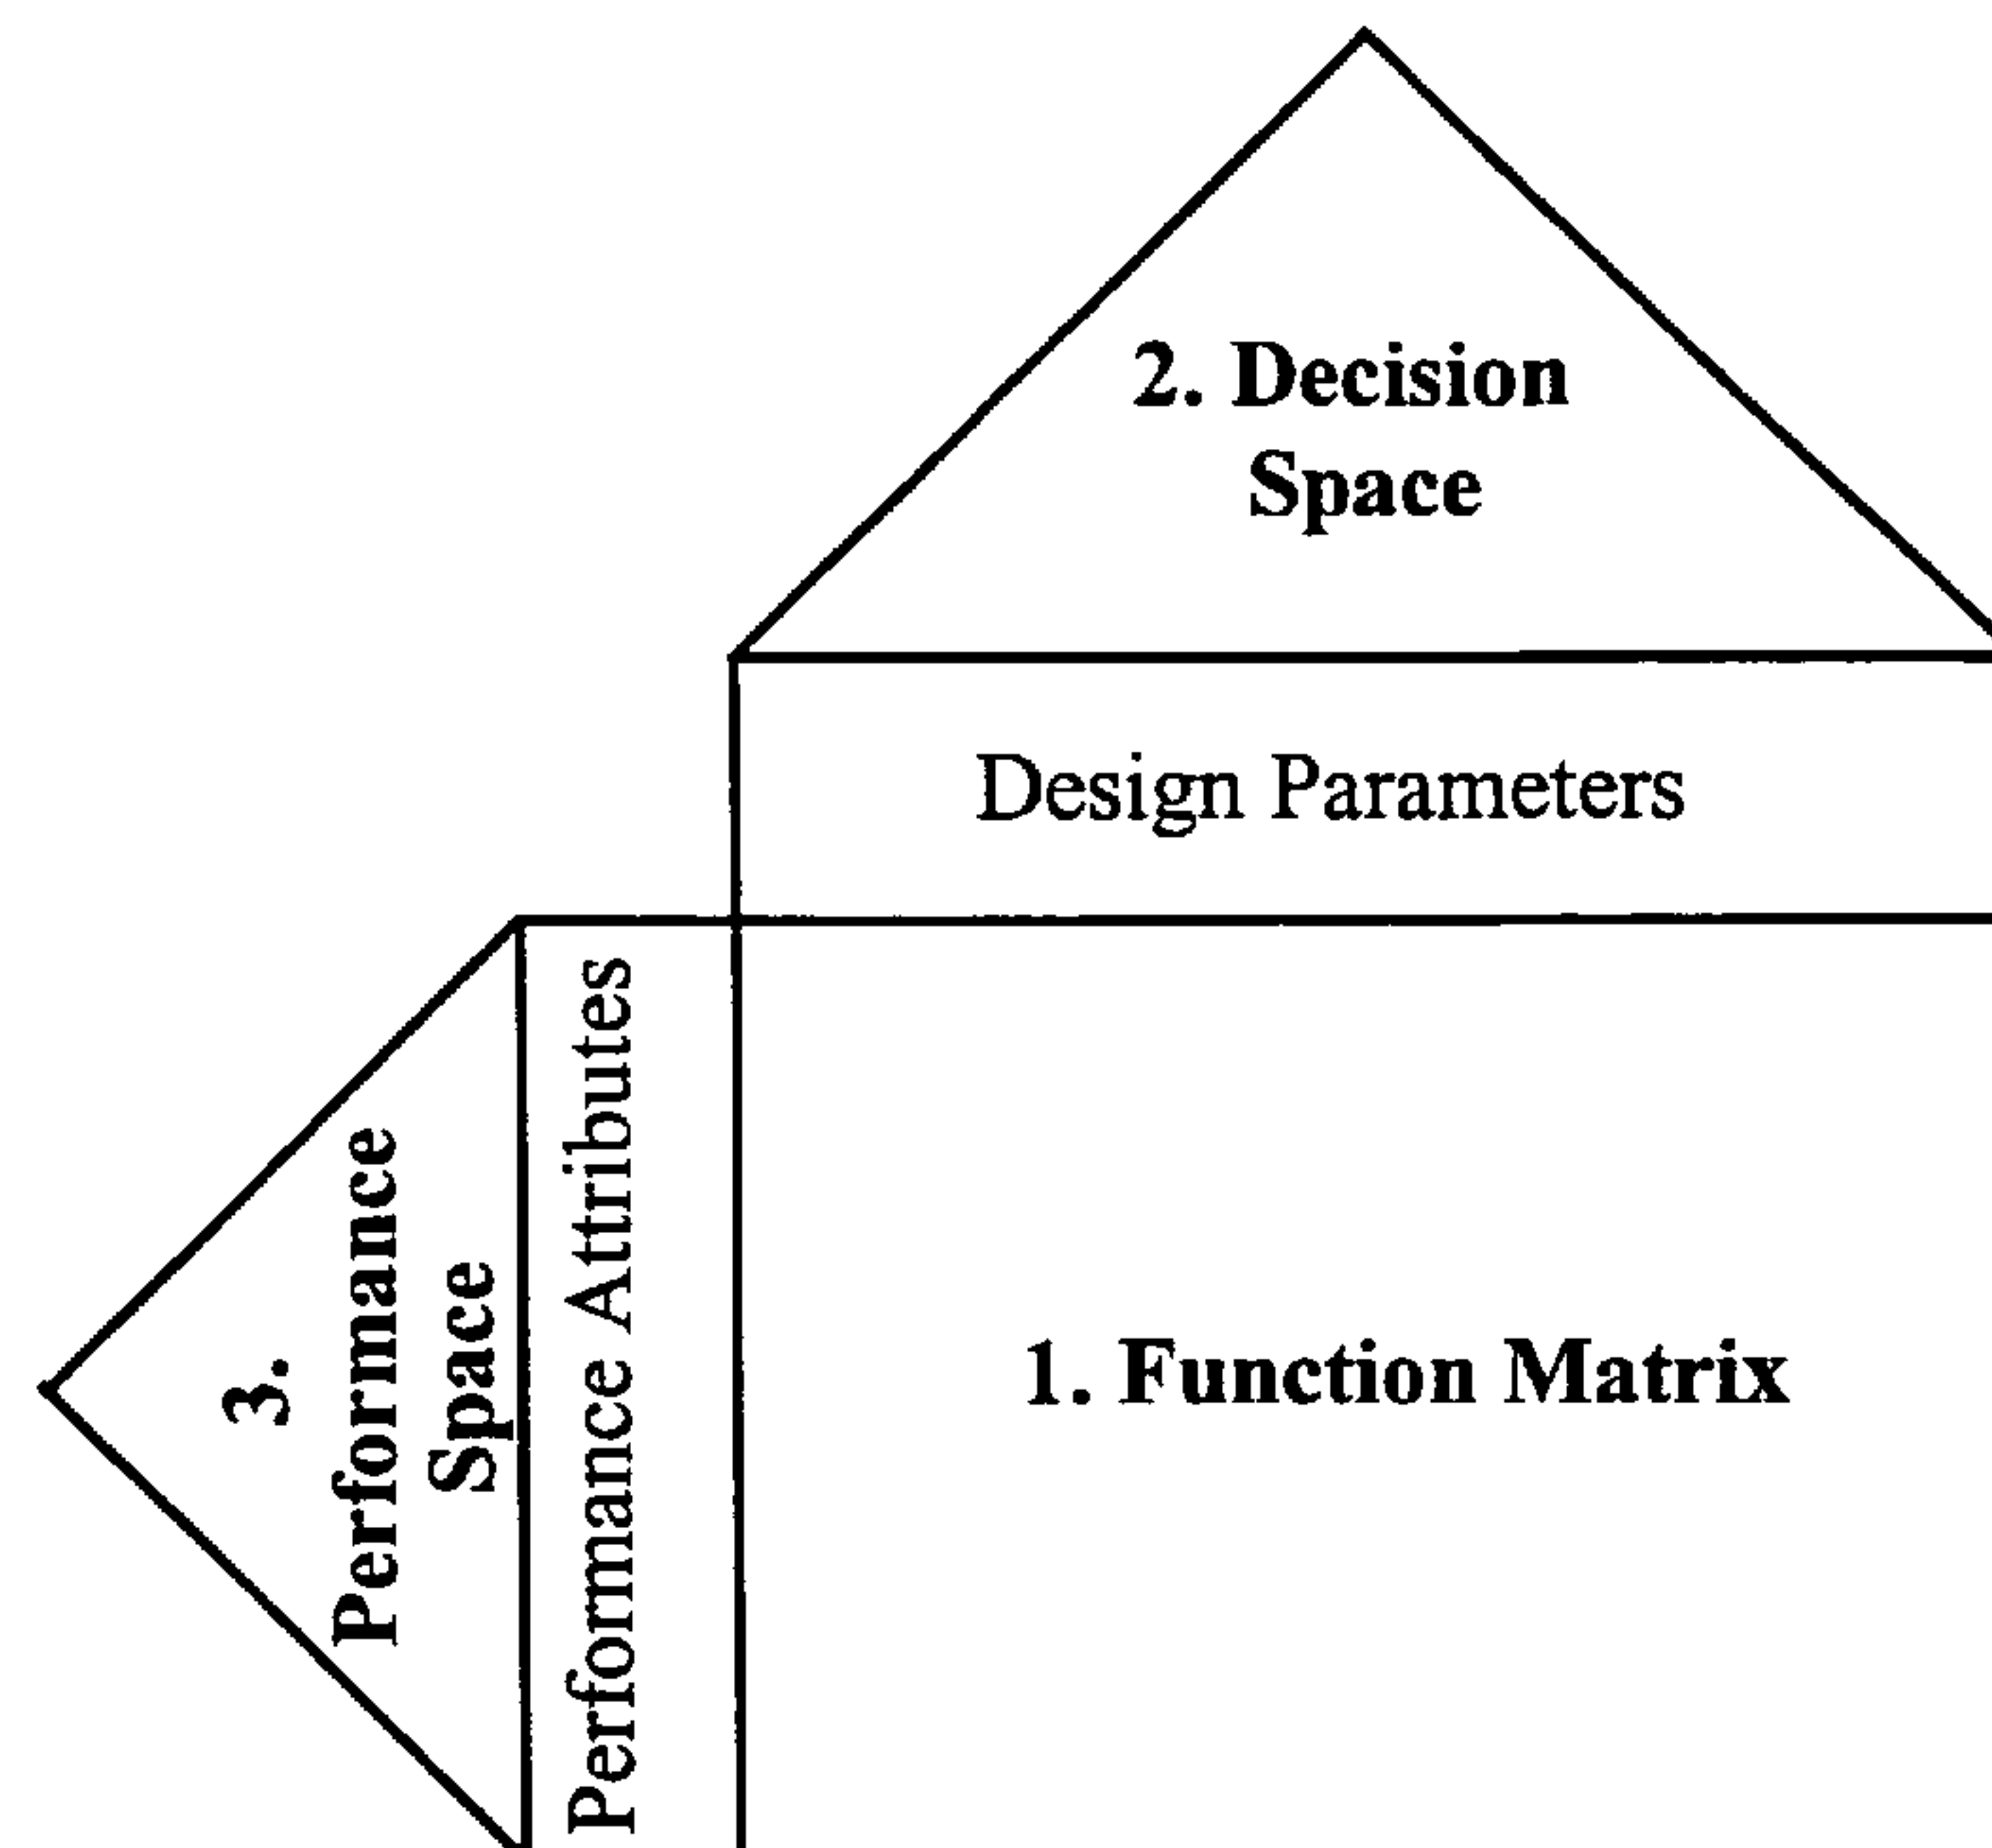 2. Decision
Space
Design Parameters
3.
Performance
Space
Performance Attributes
1. Function Matrix